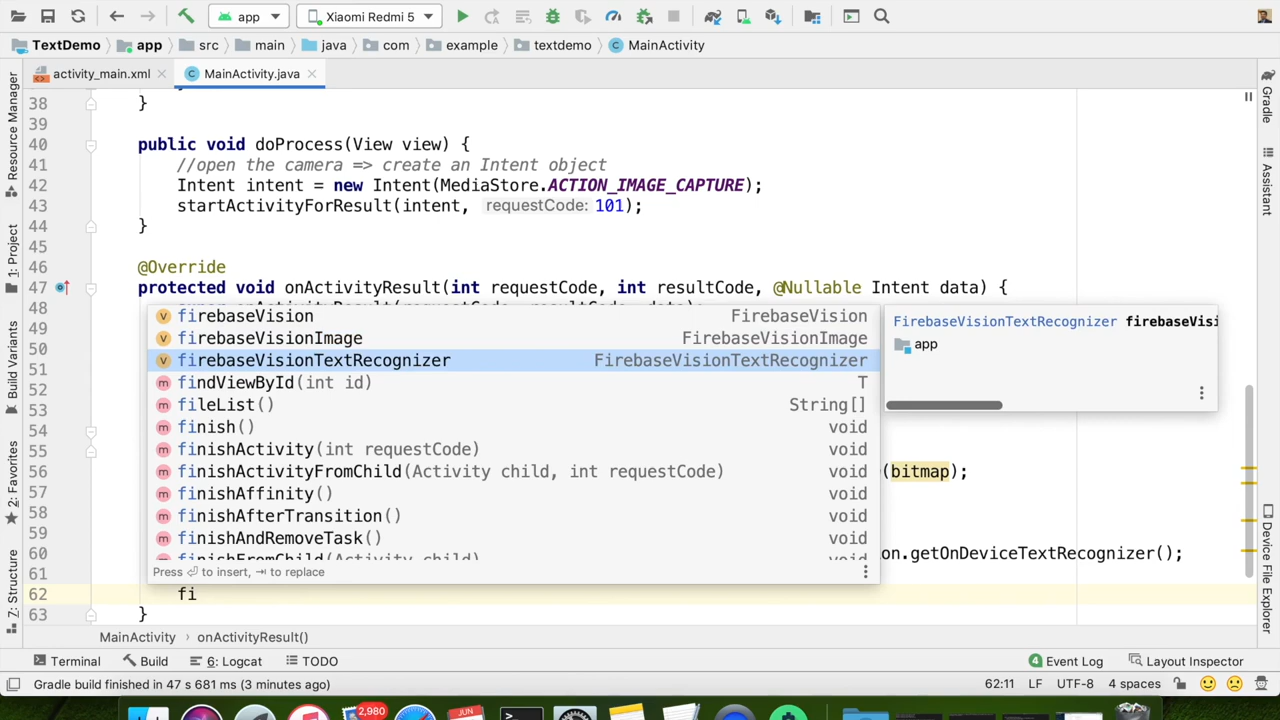 app
Xiaomi Redmi 5
TextDemo
app
src
main
java
com
example
textdemo
MainActivity
activity_main.xml
MainActivity.java
38 }
39
40 public void doProcess(View view) {
41 //open the camera => create an Intent object
42 Intent intent = new Intent(MediaStore.ACTION_IMAGE_CAPTURE);
43 startActivityForResult(intent, requestCode: 101);
44 }
45
46 @Override
47 protected void onActivityResult(int requestCode, int resultCode, @Nullable Intent data) {
48
49
50
51
52
53
54
55
56 (bitmap);
57
58
59
60 on.getOnDeviceTextRecognizer();
61
62 fi
63 }
firebaseVision FirebaseVision
firebaseVisionImage FirebaseVisionImage
firebaseVisionTextRecognizer FirebaseVisionTextRecognizer
findViewById(int id) T
fileList() String[]
finish() void
finishActivity(int requestCode) void
finishActivityFromChild(Activity child, int requestCode) void
finishAffinity() void
finishAfterTransition() void
finishAndRemoveTask() void
finishFromChild(Activity child) void
Press ⏎ to insert, ⇥ to replace
FirebaseVisionTextRecognizer firebaseVisi
app
Resource Manager
1: Project
Build Variants
2: Favorites
7: Structure
Gradle
Assistant
Device File Explorer
MainActivity › onActivityResult()
Terminal
Build
6: Logcat
TODO
4 Event Log
Layout Inspector
Gradle build finished in 47 s 681 ms (3 minutes ago)
62:11
LF
UTF-8
4 spaces
2,980
JUN